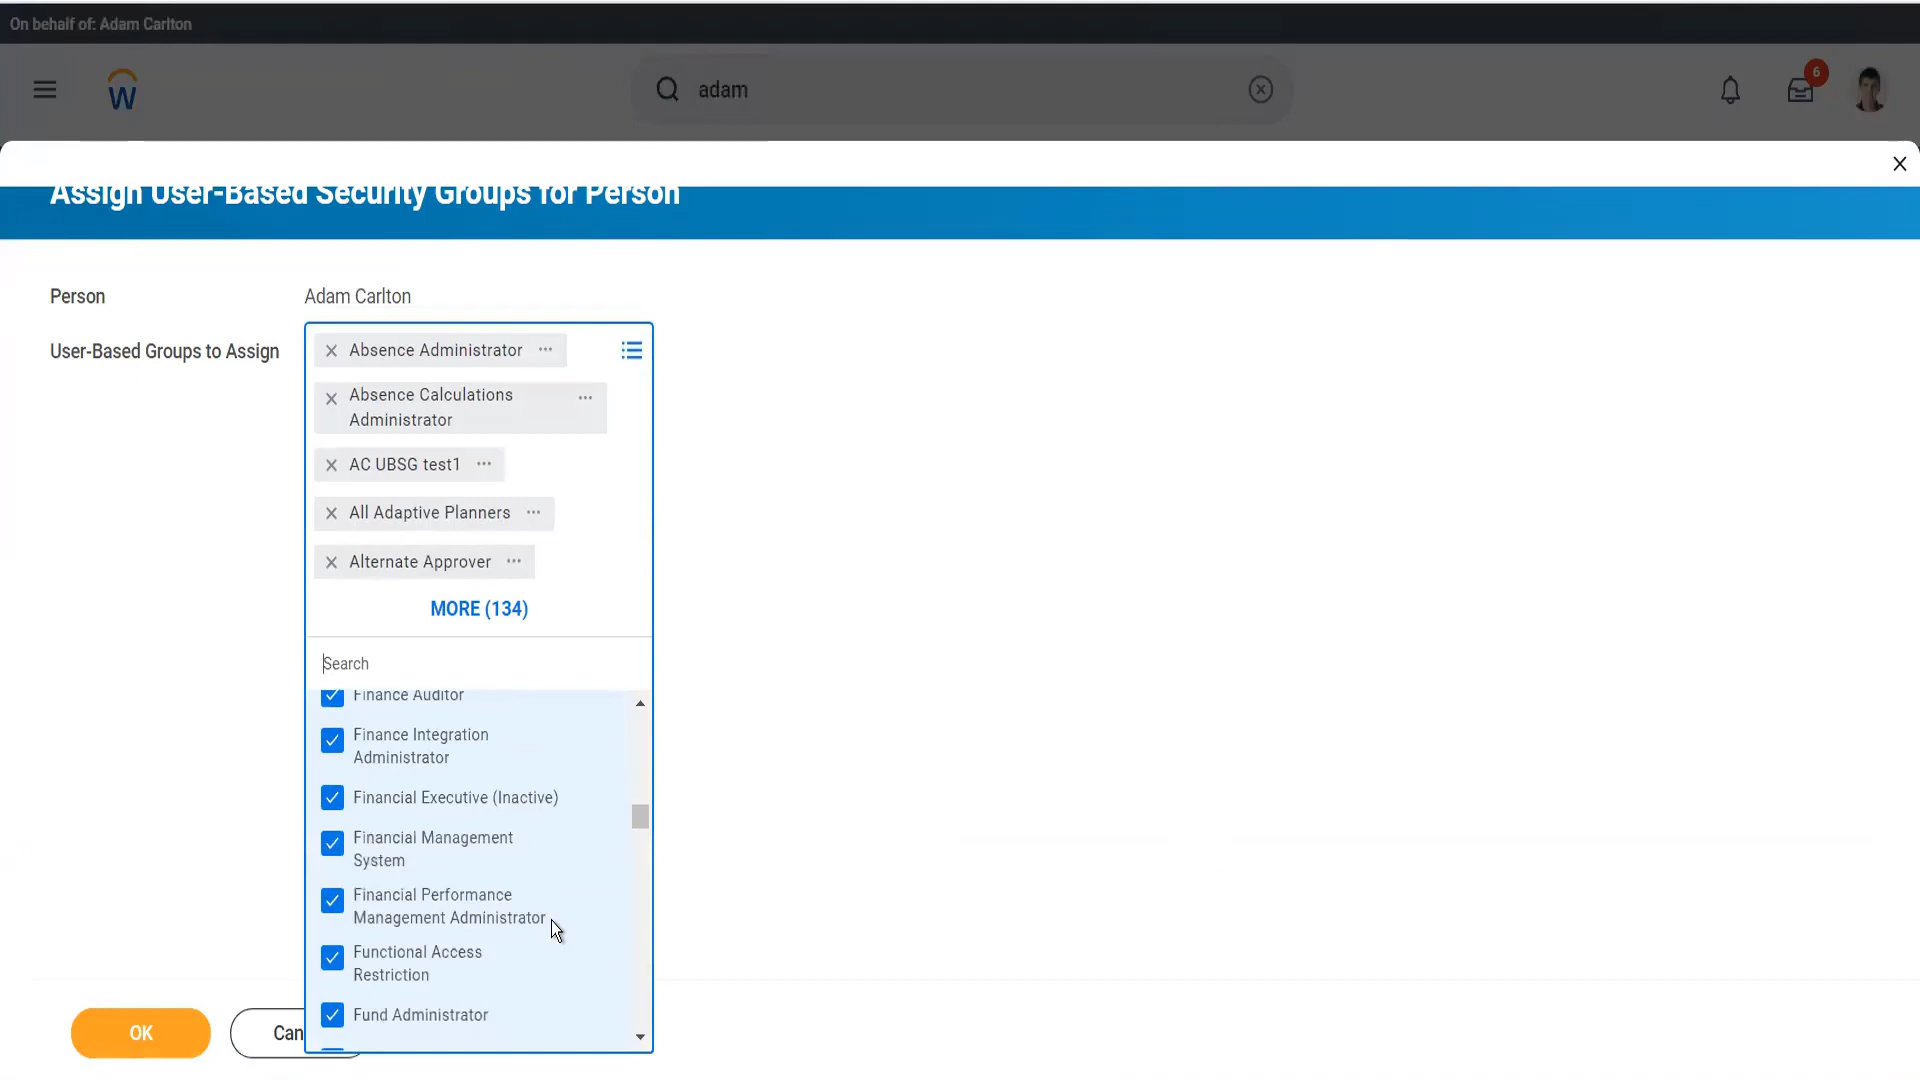 On behalf of: Adam Carlton
W
adam
6
Assign User-Based Security Groups for Person
Person
Adam Carlton
User-Based Groups to Assign
Absence Administrator
Absence Calculations
Administrator
AC UBSG test1
All Adaptive Planners
Alternate Approver
MORE (134)
Search
Finance Auditor
Finance Integration
Administrator
Financial Executive (Inactive)
Financial Management
System
Financial Performance
Management Administrator
Functional Access
Restriction
Fund Administrator
OK
Can